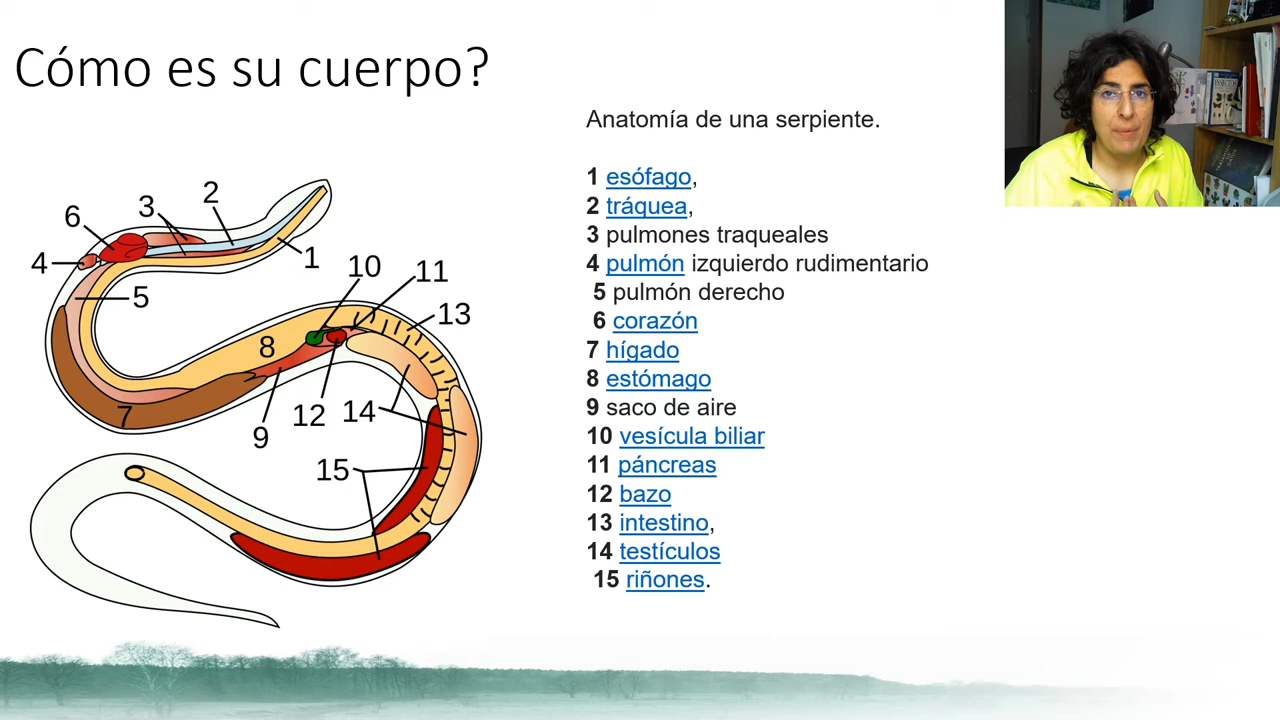 Cómo es su cuerpo?
Anatomía de una serpiente.
1 esófago,
2 tráquea,
3 pulmones traqueales
4 pulmón izquierdo rudimentario
5 pulmón derecho
6 corazón
7 hígado
8 estómago
9 saco de aire
10 vesícula biliar
11 páncreas
12 bazo
13 intestino,
14 testículos
15 riñones.
6
3
2
4
1
5
10
11
13
8
7
9
12
14
15